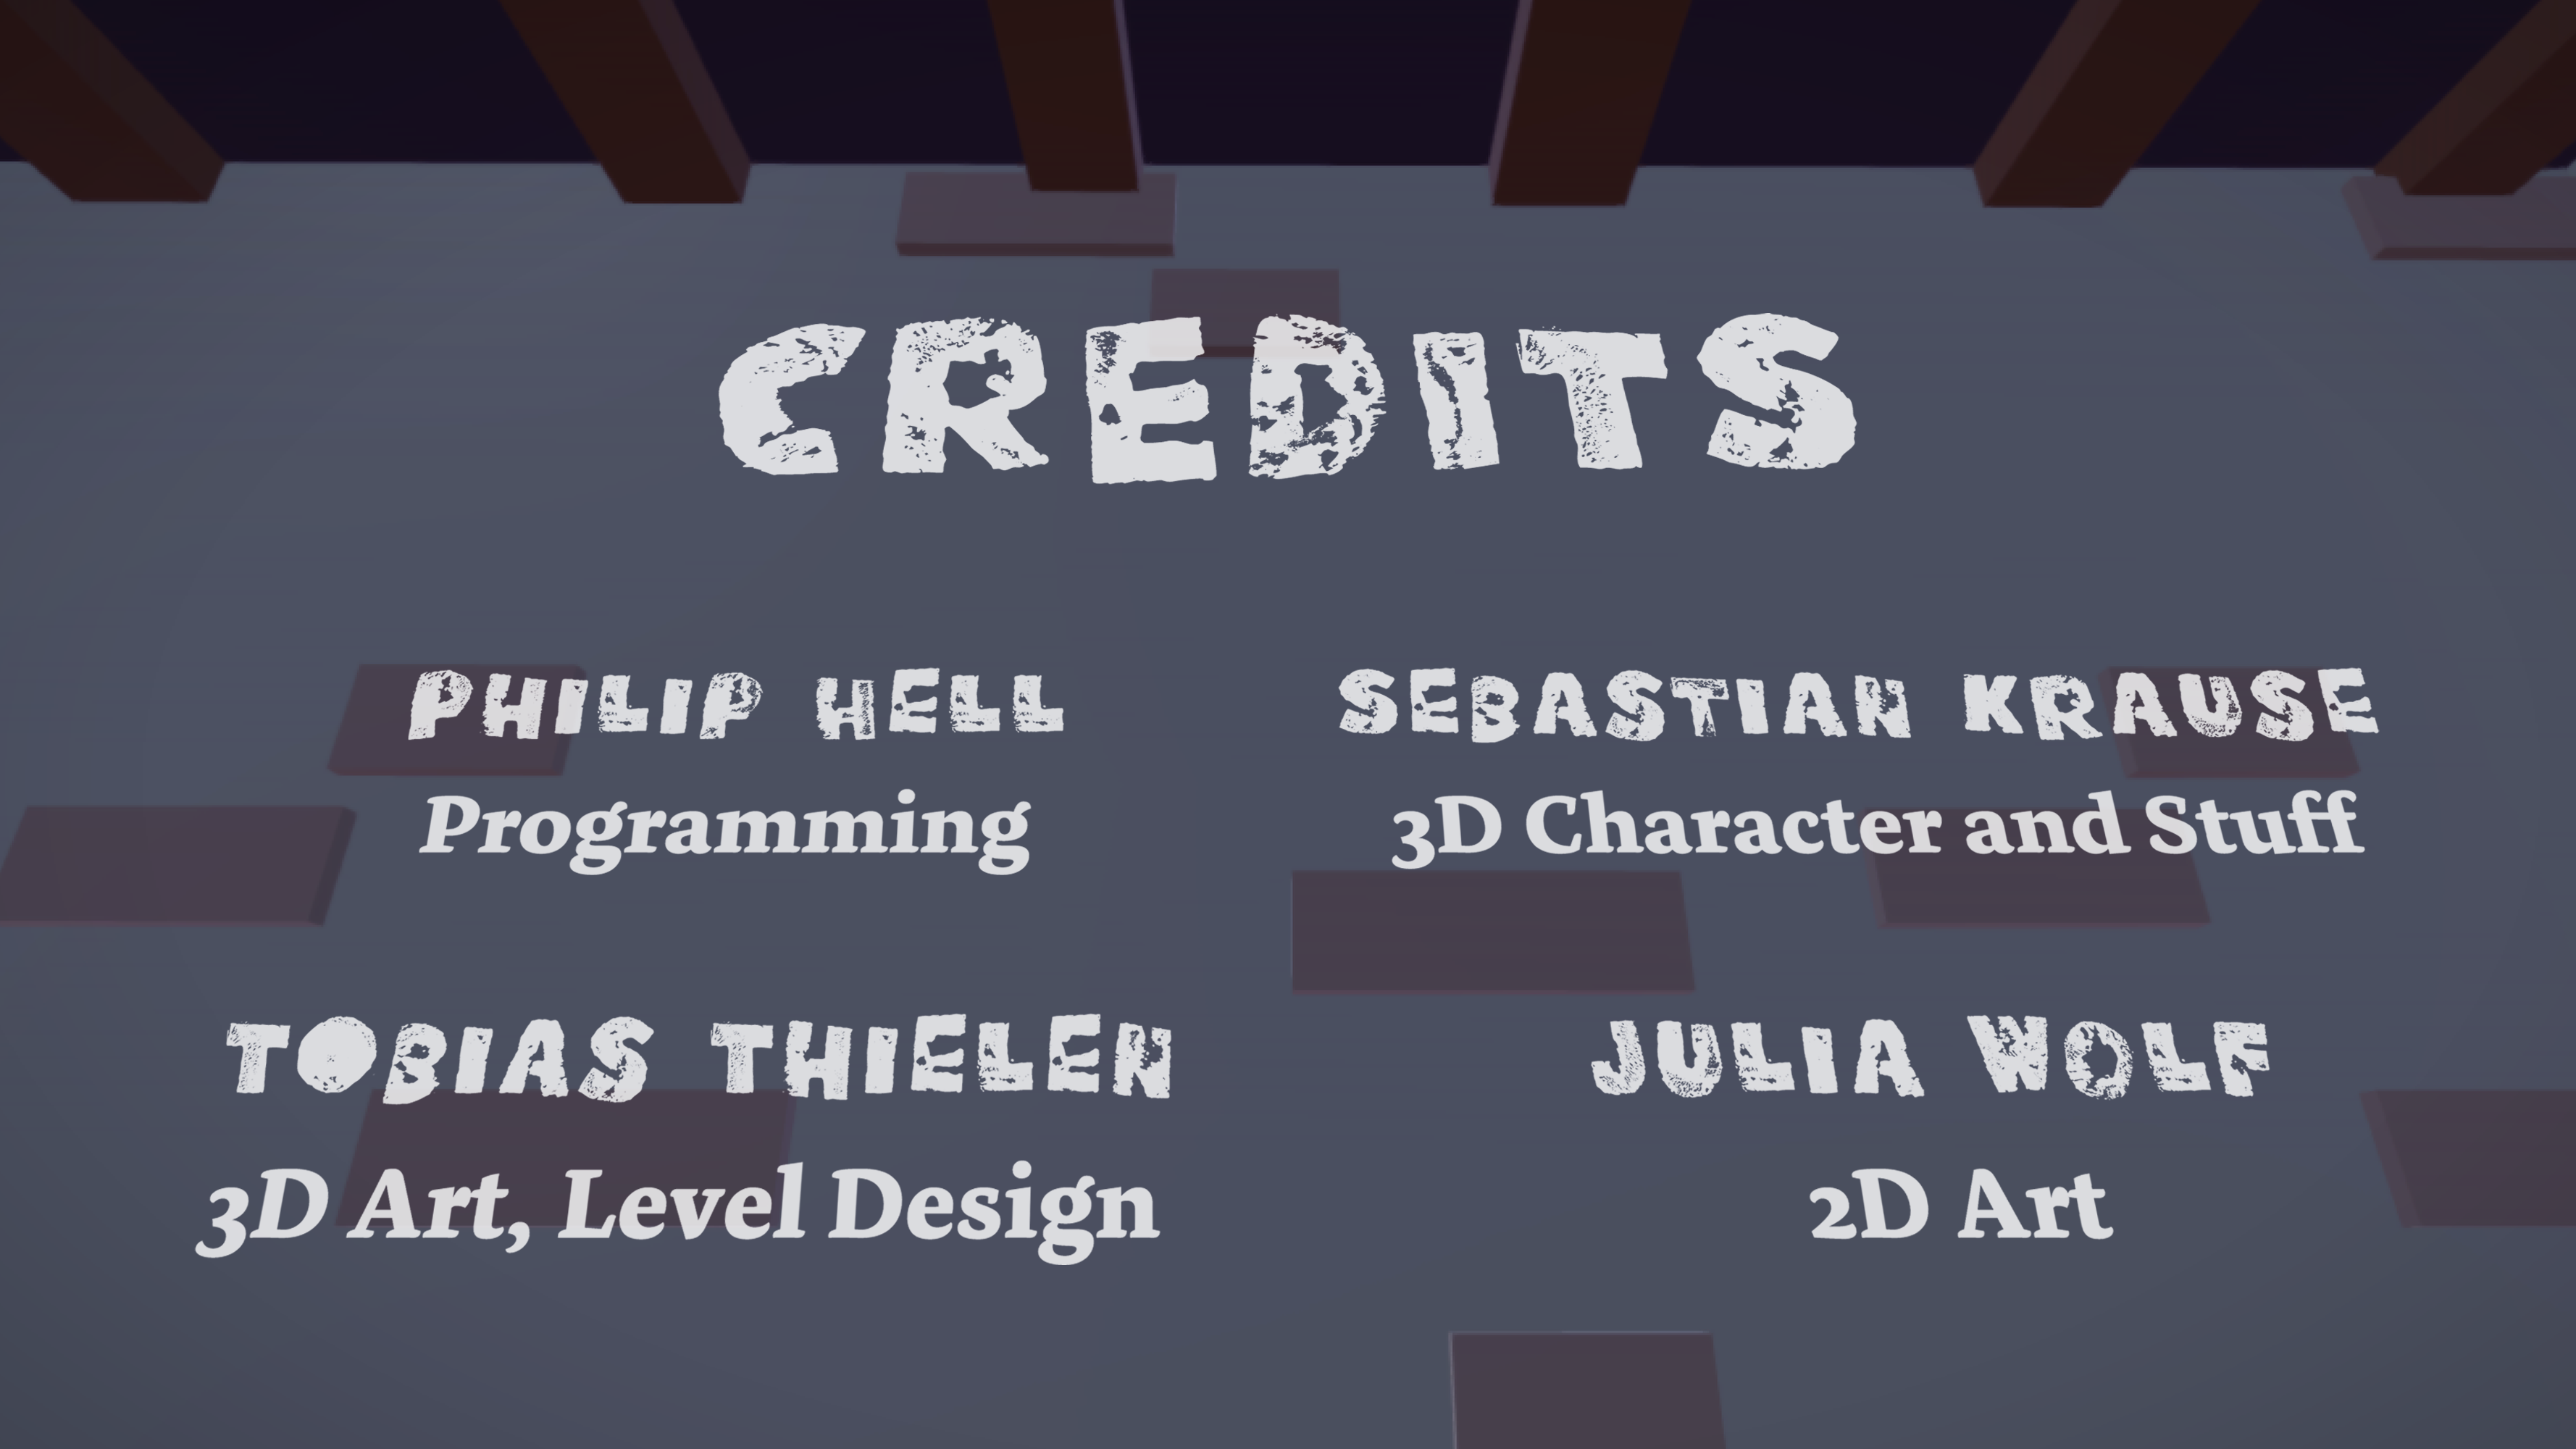 CREDITS
PHILIP HELL
Programming
SEBASTIAN KRAUSE
3D Character and Stuff
TOBIAS THIELEN
3D Art, Level Design
JULIA WOLF
2D Art